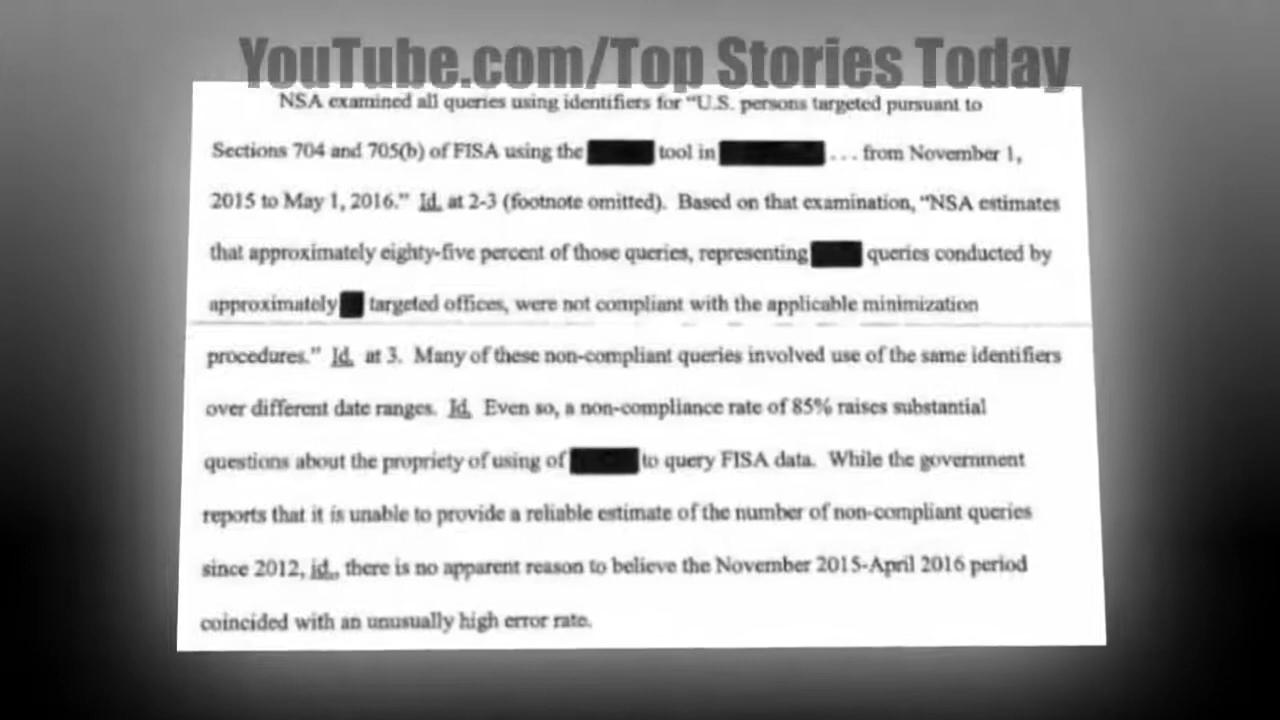 YouTube.com/Top Stories Today
NSA examined all queries using identifiers for "U.S. persons targeted pursuant to
Sections 704 and 705(b) of FISA using the tool in . . . from November 1,
2015 to May 1, 2016." Id. at 2-3 (footnote omitted). Based on that examination, "NSA estimates
that approximately eighty-five percent of those queries, representing queries conducted by
approximately targeted offices, were not compliant with the applicable minimization
procedures." Id. at 3. Many of these non-compliant queries involved use of the same identifiers
over different date ranges. Id. Even so, a non-compliance rate of 85% raises substantial
questions about the propriety of using of to query FISA data. While the government
reports that it is unable to provide a reliable estimate of the number of non-compliant queries
since 2012, id., there is no apparent reason to believe the November 2015-April 2016 period
coincided with an unusually high error rate.